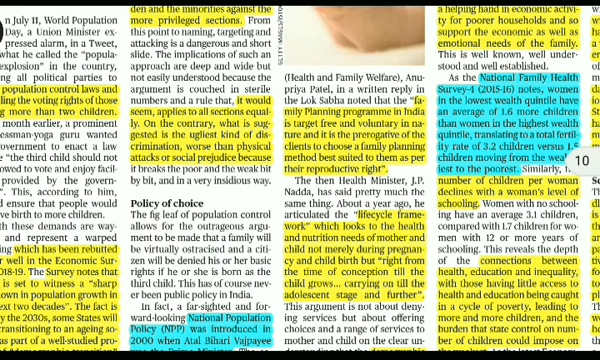 n July 11, World Population
Day, a Union Minister ex
pressed alarm, in a Tweet,
what he called the "popula-
explosion" in the country,
ng all political parties to
population control laws and
ling the voting rights of those
g more than two children.
month earlier, a prominent
essman-yoga guru wanted
overnment to enact a law
"the third child should not
owed to vote and enjoy facil-
provided by the govern-
". This, according to him,
d ensure that people would
ve birth to more children.
th these demands are way-
and represent a warped
ing which has been rebutted
er well in the Economic Sur-
018-19. The Survey notes that
is set to witness a "sharp
own in population growth in
ext two decades". The fact is
y the 2030s, some States will
transitioning to an ageing so-
as part of a well-studied pro-
den and the minorities against the
more privileged sections. From
this point to naming, targeting and
attacking is a dangerous and short
slide. The implications of such an
approach are deep and wide but
not easily understood because the
argument is couched in sterile
numbers and a rule that, it would
seem, applies to all sections equal-
ly. On the contrary, what is sug-
gested is the ugliest kind of dis-
crimination, worse than physical
attacks or social prejudice because
it breaks the poor and the weak bit
by bit, and in a very insidious way.
Policy of choice
The fig leaf of population control
allows for the outrageous argu-
ment to be made that a family will
be virtually ostracised and a citi-
zen will be denied his or her basic
rights if he or she is born as the
third child. This has of course nev-
er been public policy in India.
In fact, a far-sighted and for-
ward-looking National Population
Policy (NPP) was introduced in
2000 when Atal Bihari Vajpayee
(Health and Family Welfare), Anu-
priya Patel, in a written reply in
the Lok Sabha noted that the "fa-
mily Planning programme in India
is target free and voluntary in na-
ture and it is the prerogative of the
clients to choose a family planning
method best suited to them as per
their reproductive right".
The then Health Minister, J.P.
Nadda, has said pretty much the
same thing. About a year ago, he
articulated the "lifecycle frame-
work" which looks to the health
and nutrition needs of mother and
child not merely during pregnan-
cy and child birth but "right from
the time of conception till the
child grows... carrying on till the
adolescent stage and further".
This argument is not about deny-
ing services but about offering
choices and a range of services to
mother and child on the clear un-
a helping hand in economic activi-
ty for poorer households and so
support the economic as well as
emotional needs of the family.
This is well known, well under-
stood and well established.
As the National Family Health
Survey-4 (2015-16) notes, women
in the lowest wealth quintile have
an average of 1.6 more children
than women in the highest wealth
quintile, translating to a total fertil-
ity rate of 3.2 children versus 1.
children moving from the
iest to the poorest. Similarly,
number of children per woman
declines with a woman's level of
schooling. Women with no school-
ing have an average 3.1 children,
compared with 1.7 children for wo-
men with 12 or more years of
schooling. This reveals the depth
of the connections between
health, education and inequality,
with those having little access to
health and education being caught
in a cycle of poverty, leading to
more and more children, and the
burden that state control on num-
ber of children could impose on
10